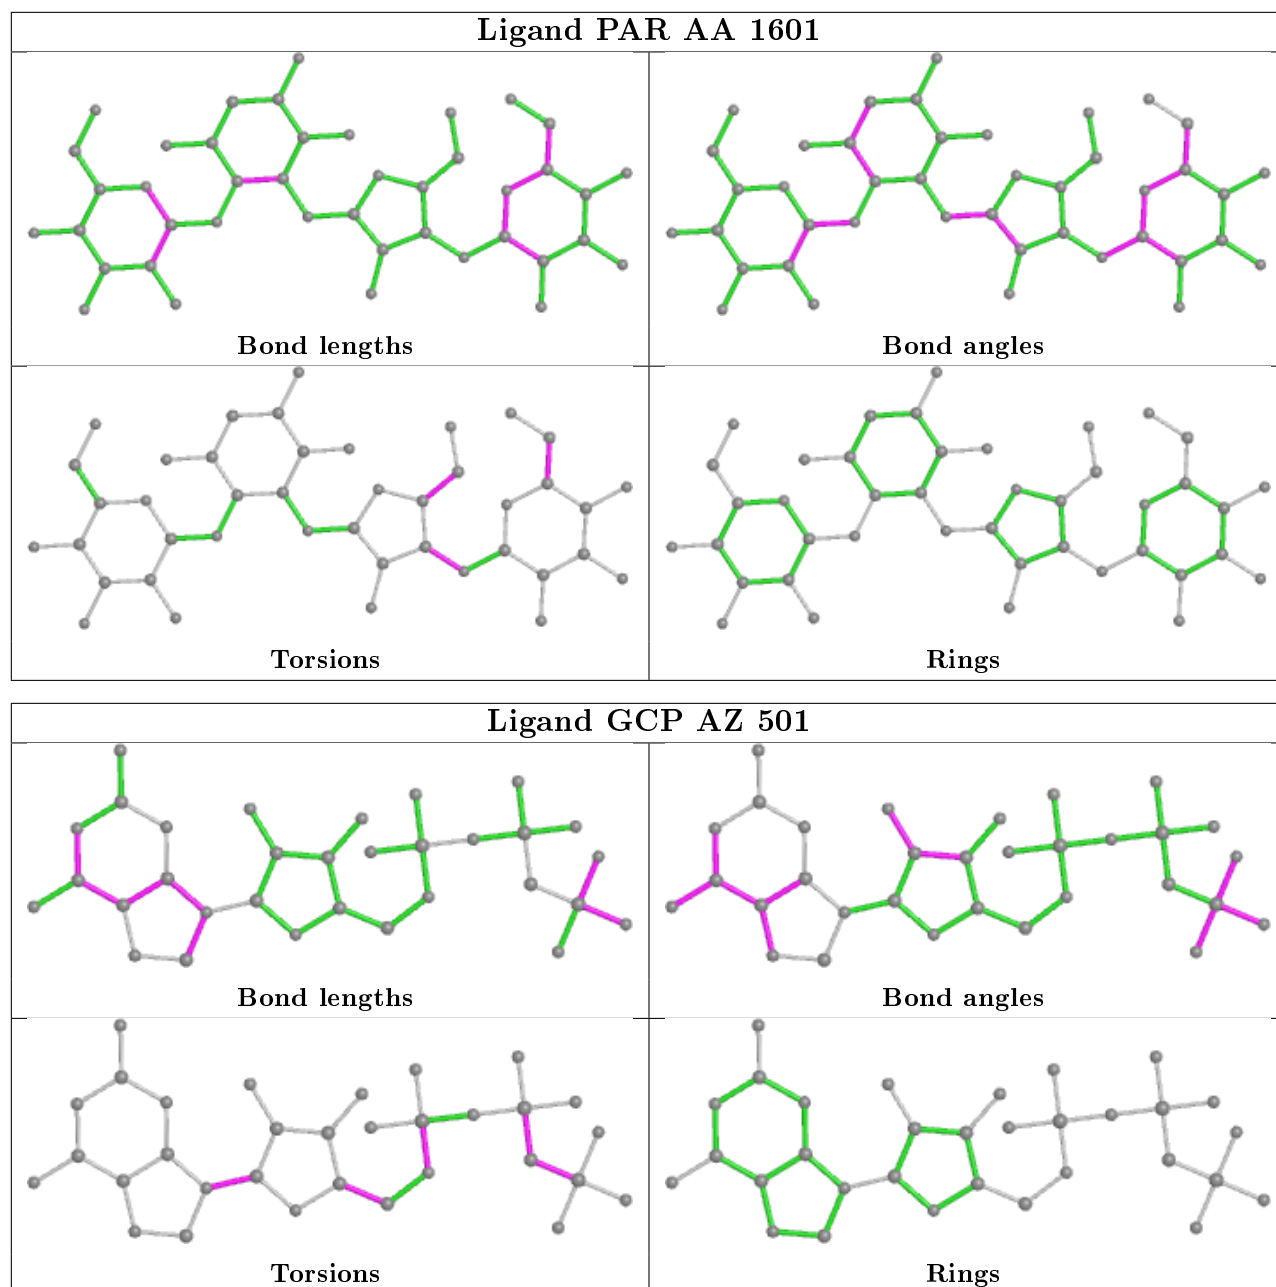 Ligand PAR AA 1601
Bond lengths
Bond angles
Torsions
Rings
Ligand GCP AZ 501
Bond lengths
Bond angles
Torsions
Rings